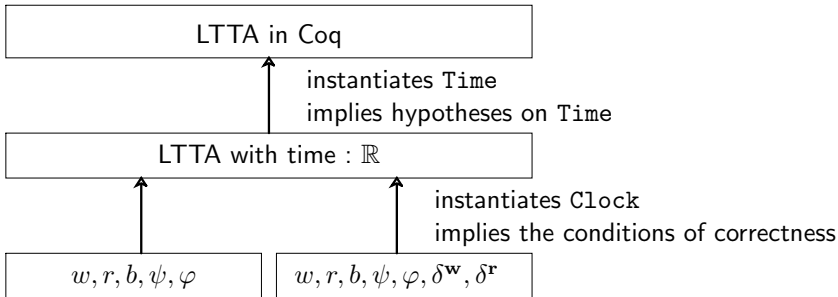 LTTA in Coq
instantiates Time
implies hypotheses on Time
LTTA with time : ℝ
instantiates Clock
implies the conditions of correctness
w, r, b, ψ, φ
w, r, b, ψ, φ, δ^w, δ^r